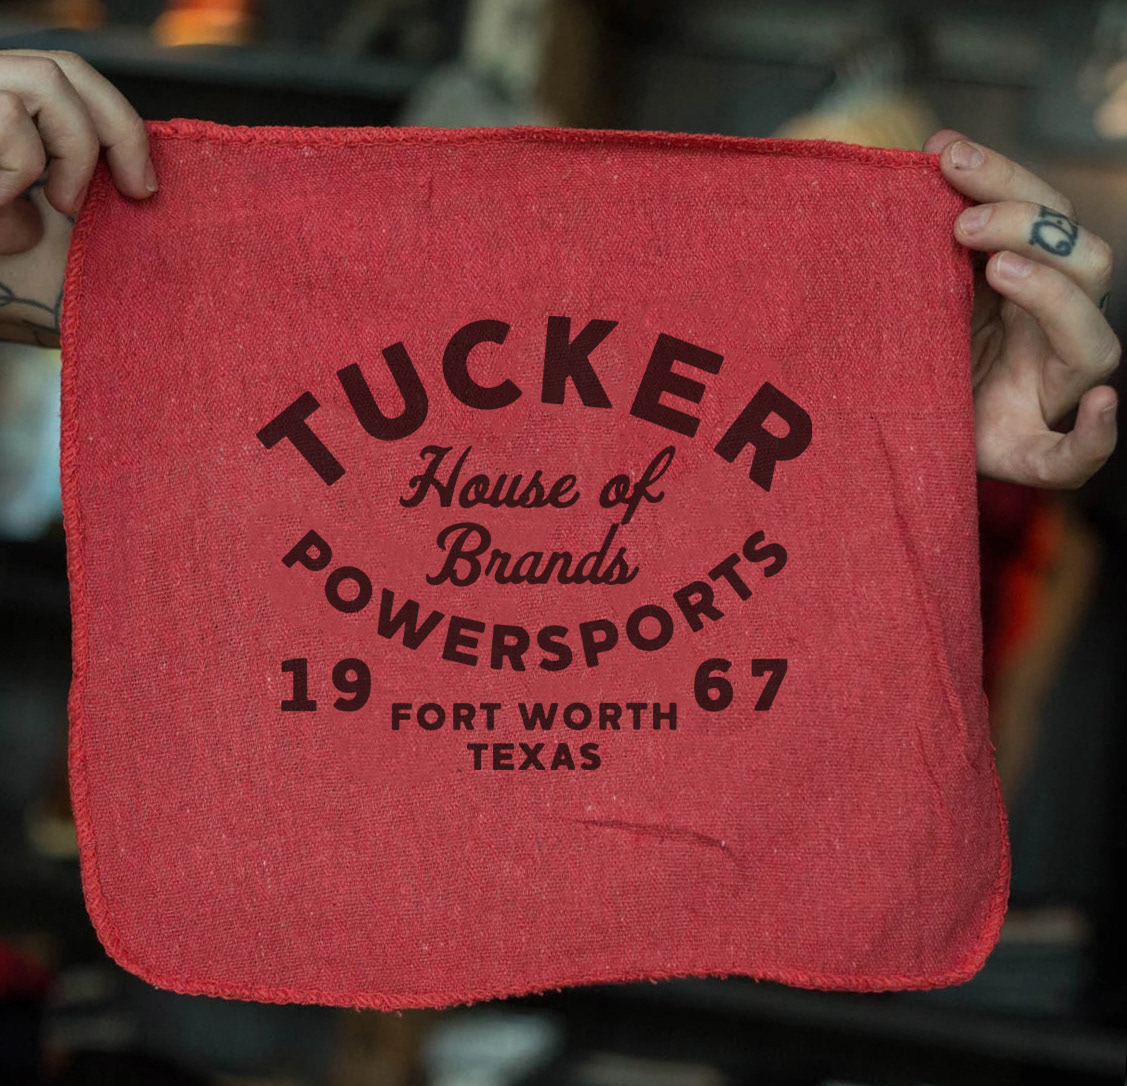 TUCKER
House of
Brands
POWERSPORTS
19 67
FORT WORTH
TEXAS